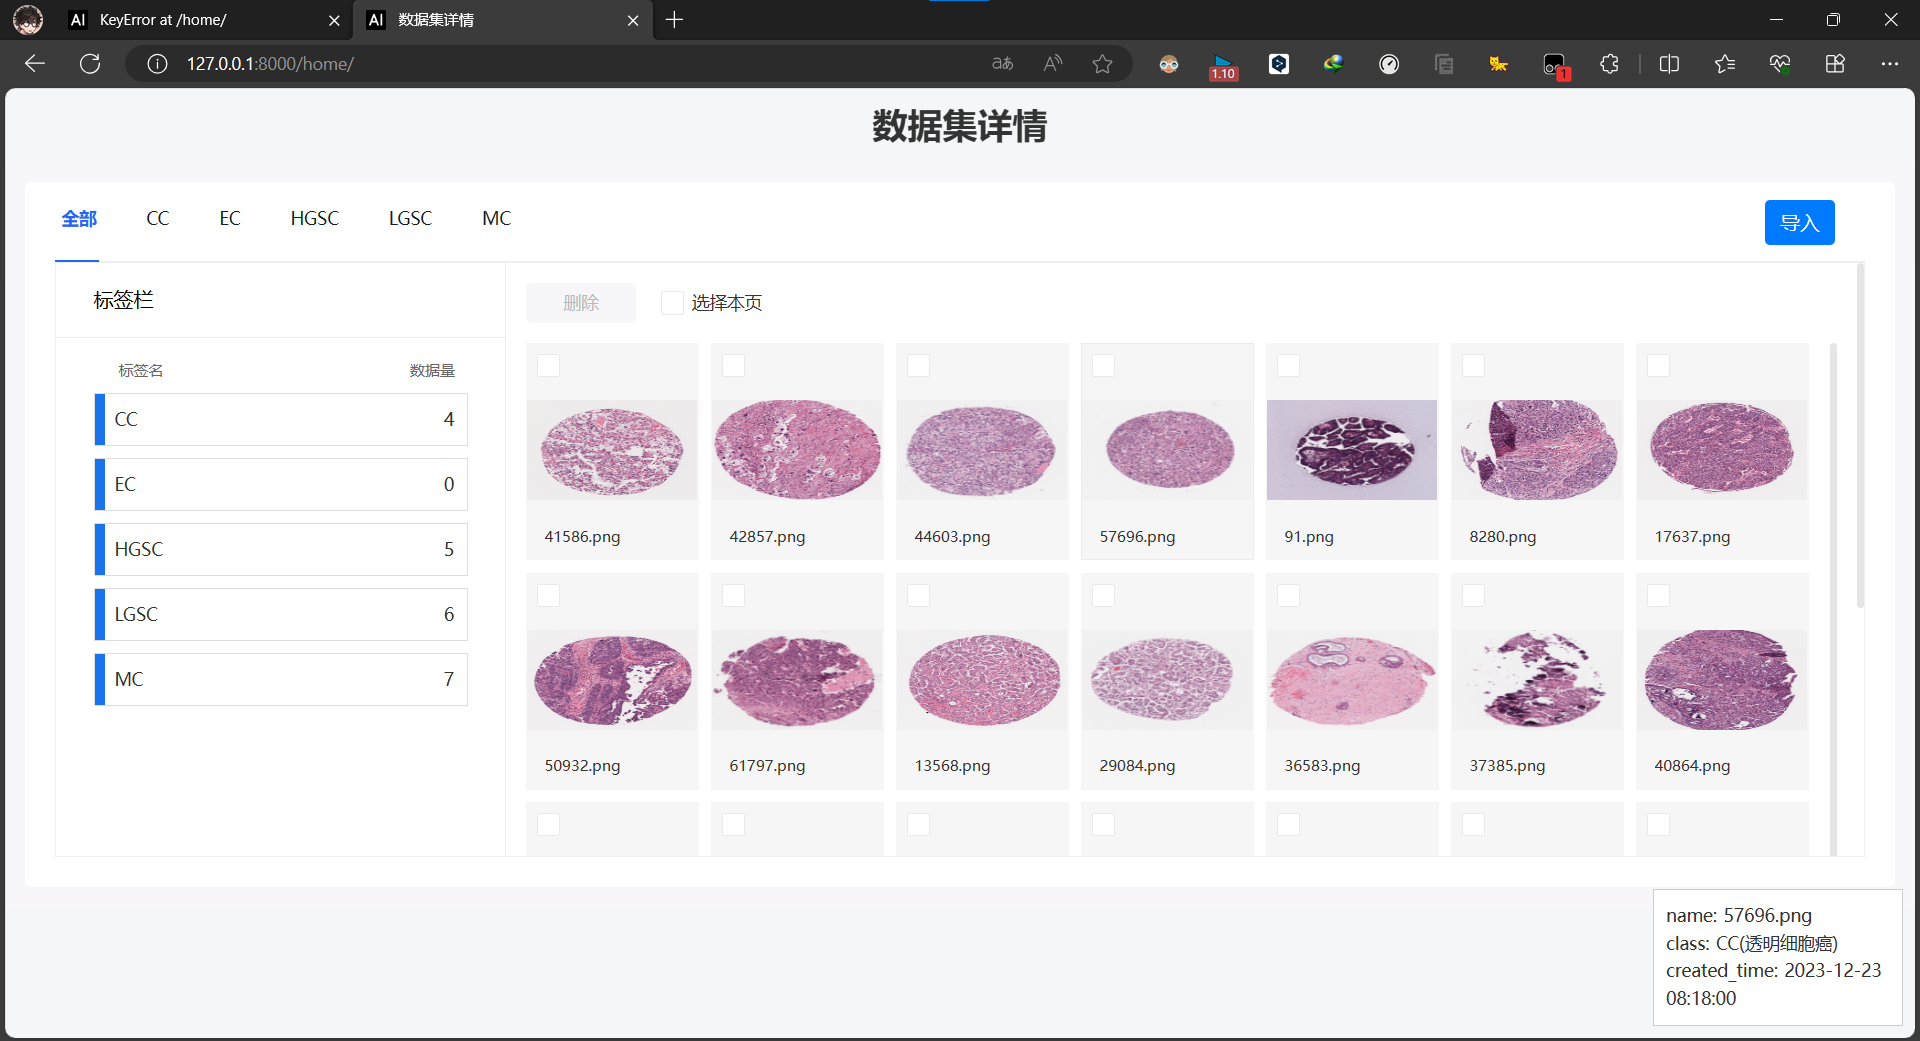 KeyError at /home/
数据集详情
127.0.0.1:8000/home/
1.10
1
数据集详情
全部 CC EC HGSC LGSC MC
导入
标签栏
删除 选择本页
标签名 数据量
CC 4
EC 0
HGSC 5
LGSC 6
MC 7
41586.png 42857.png 44603.png 57696.png 91.png 8280.png 17637.png
50932.png 61797.png 13568.png 29084.png 36583.png 37385.png 40864.png
name: 57696.png
class: CC(透明细胞癌)
created_time: 2023-12-23
08:18:00